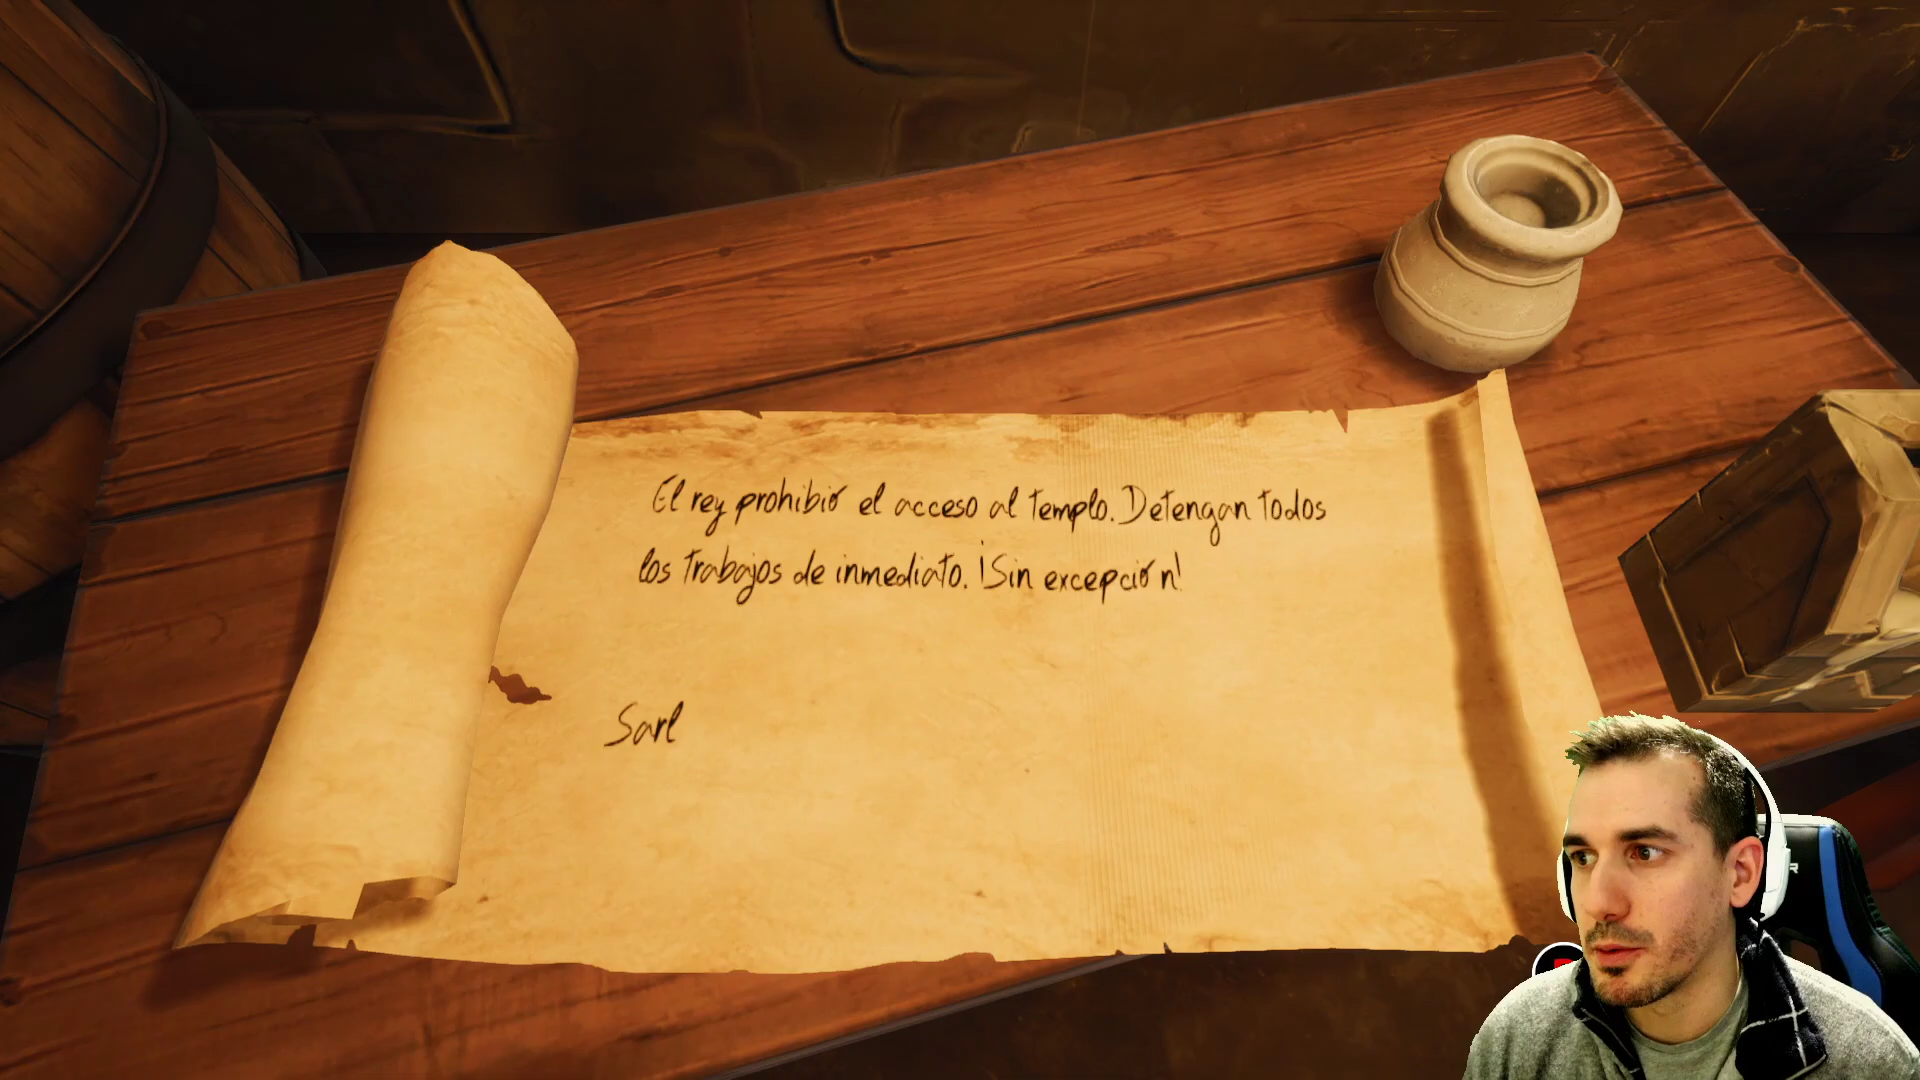 El rey prohibió el acceso al templo. Detengan todos
los trabajos de inmediato. ¡Sin excepción!
Sarl